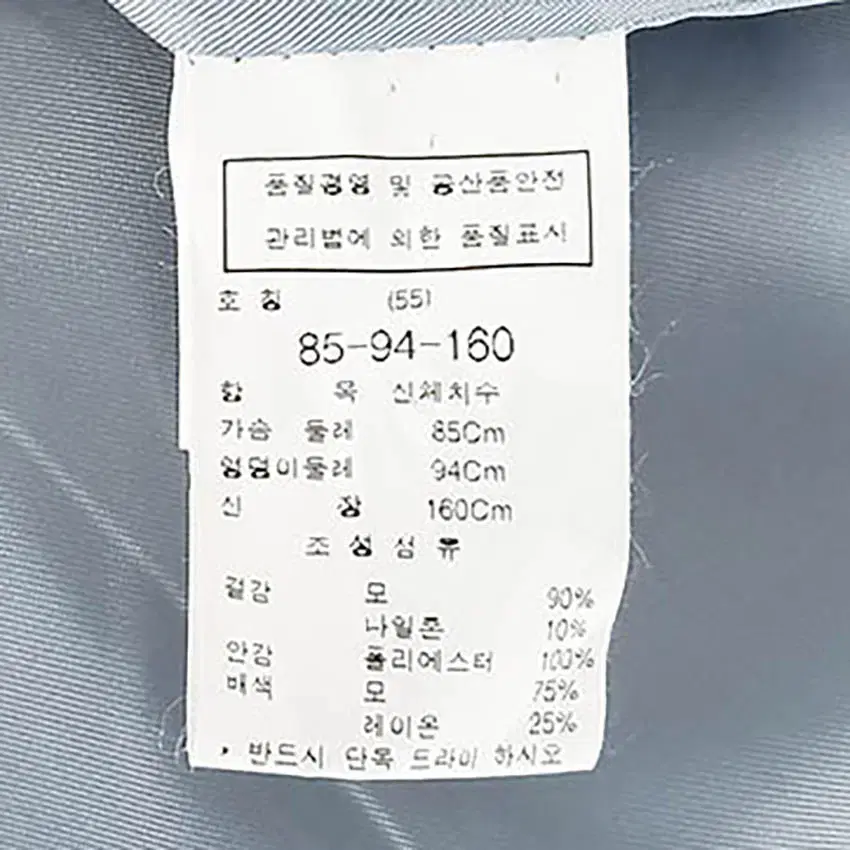 품질경영 및 공산품안전
관리법에 의한 품질표시
호 칭 (55)
85-94-160
항 목 신체치수
가슴 둘레 85Cm
엉덩이둘레 94Cm
신 장 160Cm
조 성 섬 유
겉감 모 90%
나일론 10%
안감 폴리에스터 100%
배색 모 75%
레이온 25%
, 반드시 단독 드라이 하시오